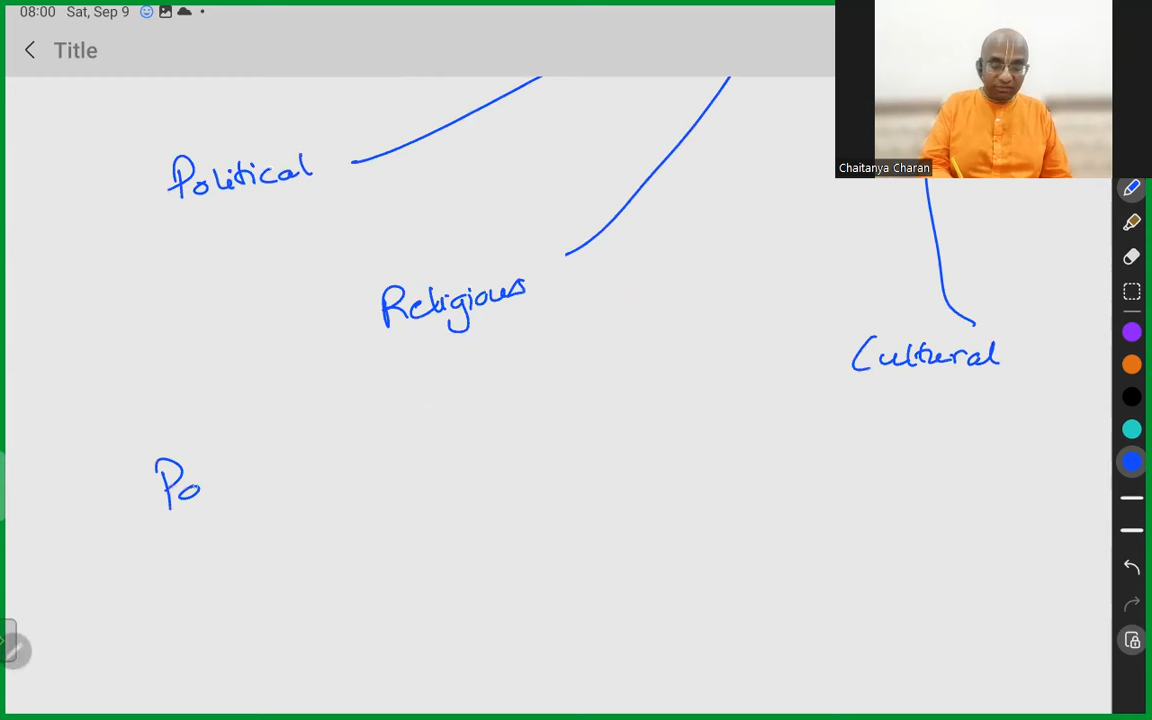 08:00 Sat, Sep 9
Title
Chaitanya Charan
Political
Religious
Cultural
Po